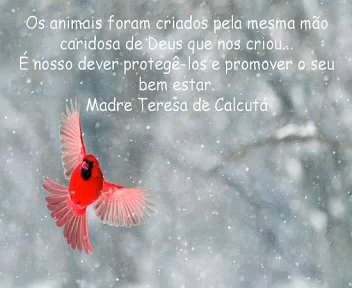 Os animais foram criados pela mesma mão
caridosa de Deus que nos criou...
É nosso dever protegê-los e promover o seu
bem estar.
Madre Teresa de Calcutá